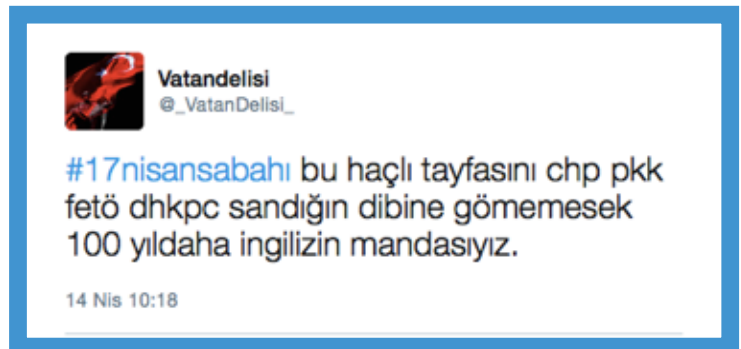 Vatandelisi
@_VatanDelisi_
#17nisansabahı bu haçlı tayfasını chp pkk
fetö dhkpc sandığın dibine gömemesek
100 yıldaha ingilizin mandasıyız.
14 Nis 10:18